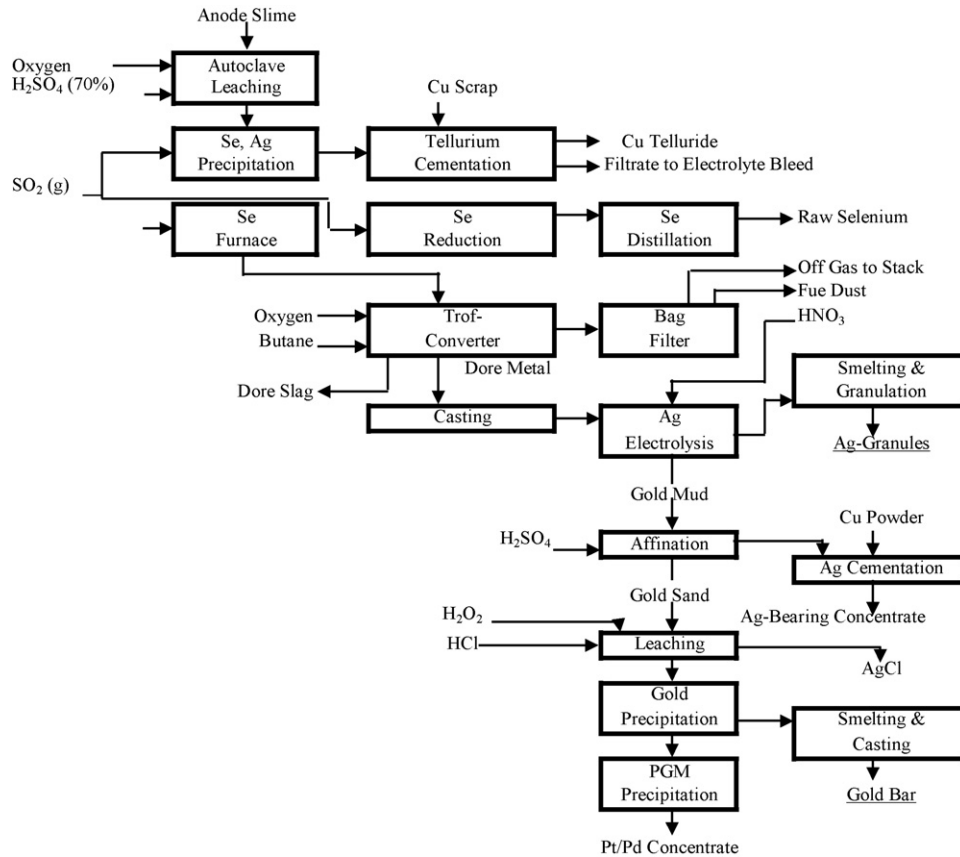 Anode Slime
Oxygen
H₂SO₄ (70%)
Autoclave
Leaching
Cu Scrap
Se, Ag
Precipitation
Tellurium
Cementation
Cu Telluride
Filtrate to Electrolyte Bleed
SO₂ (g)
Se
Furnace
Se
Reduction
Se
Distillation
Raw Selenium
Off Gas to Stack
Fue Dust
HNO₃
Oxygen
Butane
Trof-
Converter
Bag
Filter
Dore Metal
Dore Slag
Smelting &
Granulation
Casting
Ag
Electrolysis
Ag-Granules
Gold Mud
Cu Powder
H₂SO₄
Affination
Ag Cementation
Gold Sand
Ag-Bearing Concentrate
H₂O₂
HCl
Leaching
AgCl
Gold
Precipitation
Smelting &
Casting
PGM
Precipitation
Gold Bar
Pt/Pd Concentrate